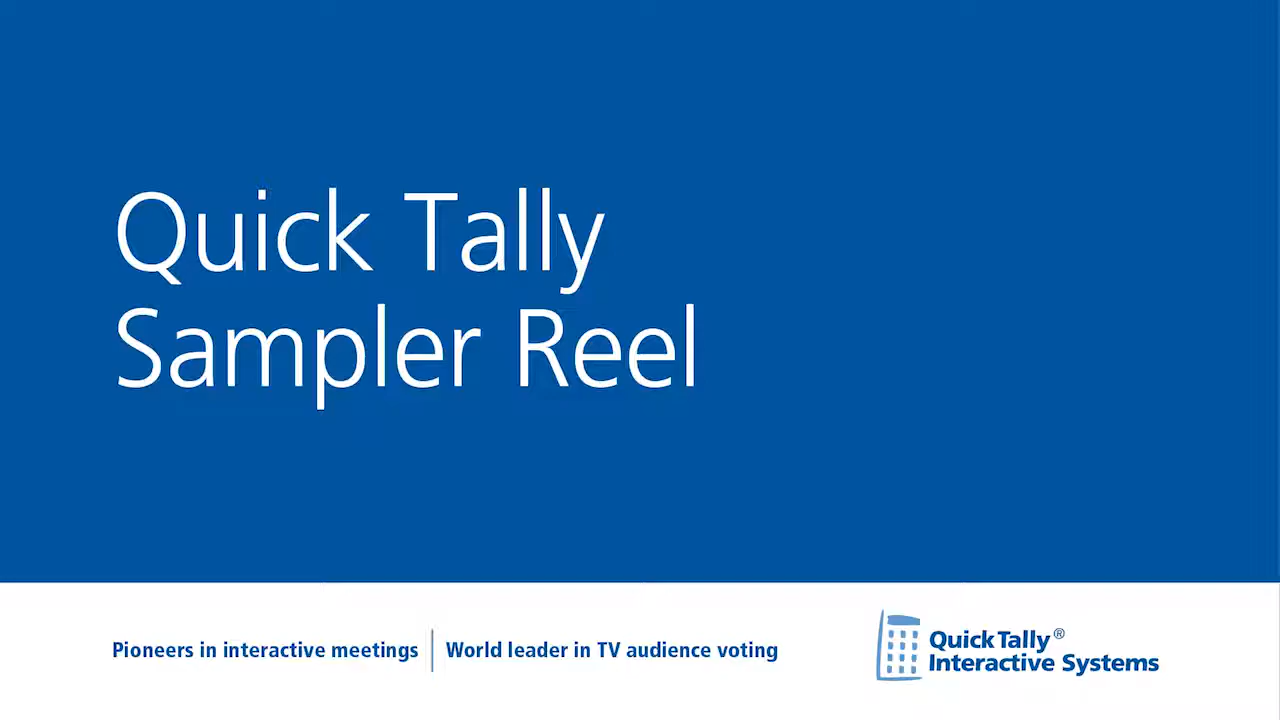 Quick Tally
Sampler Reel
Pioneers in interactive meetings
World leader in TV audience voting
Quick Tally®
Interactive Systems